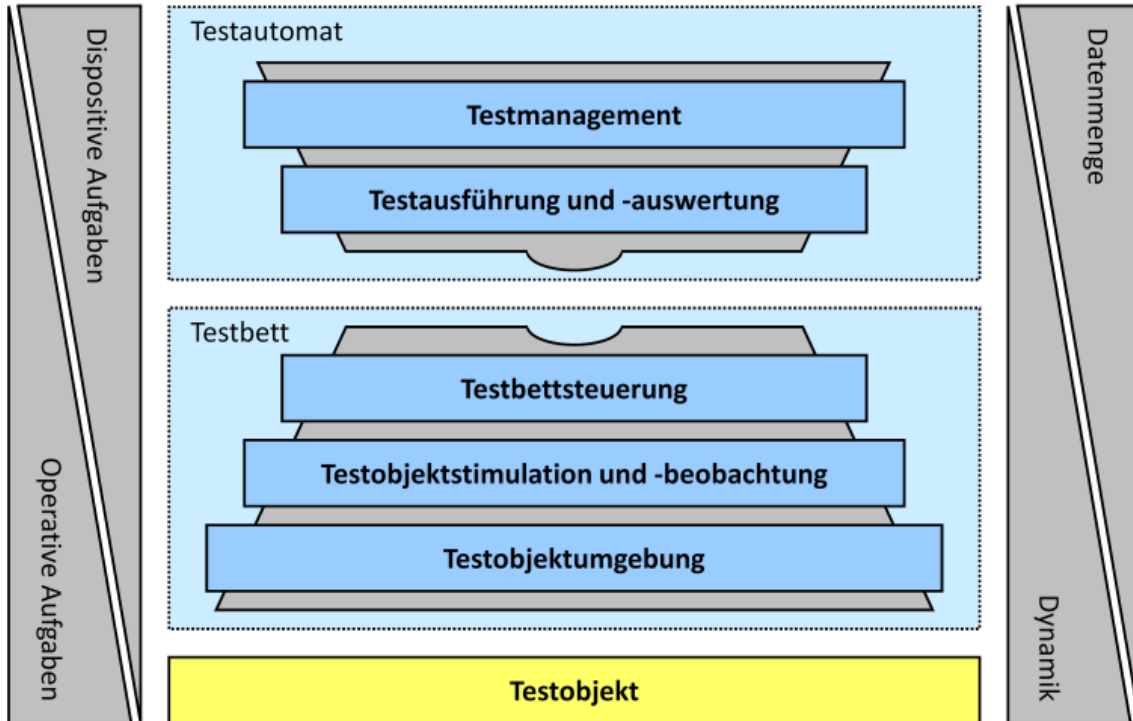 Dispositive Aufgaben
Operative Aufgaben
Testautomat
Testmanagement
Testausführung und -auswertung
Testbett
Testbettsteuerung
Testobjektstimulation und -beobachtung
Testobjektumgebung
Testobjekt
Datenmenge
Dynamik